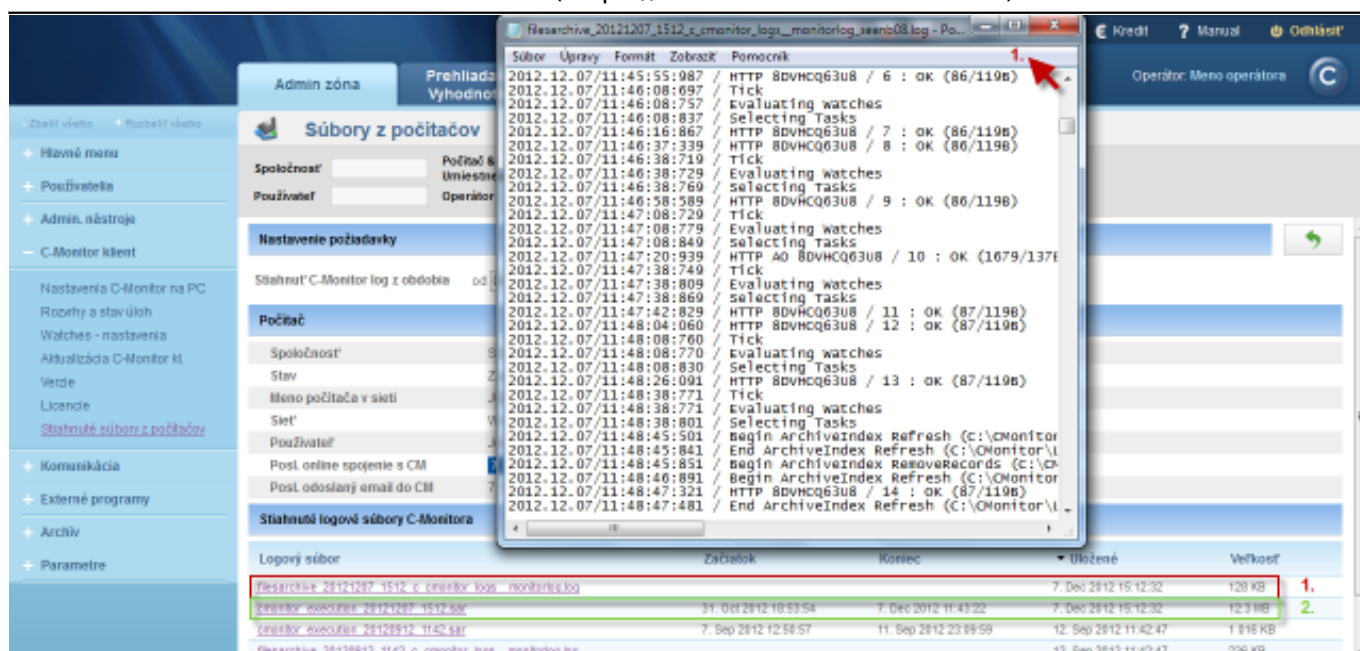 filesarchive_20121207_1512_c_cmonitor_logs__monitorlog_seenb08.log - Po...
Kredit
? Manual
Odhlásiť
Súbor Úpravy Formát Zobraziť Pomocník
1.
Admin zóna
Operátor: Meno operátora
C
Zbaliť všetko
Rozbaliť všetko
Súbory z počítačov
Hlavné menu
Používatelia
Admin. nástroje
C-Monitor klient
Nastavenia C-Monitor na PC
Rozvrhy a stav úloh
Watches - nastavenia
Aktualizácia C-Monitor kl.
Verzie
Licencie
Stiahnuté súbory z počítačov
Komunikácia
Externé programy
Archív
Parametre
Spoločnosť
Počítač &
Používateľ
Operátor
Nastavenie požiadavky
Stiahnuť C-Monitor log z obdobia od
Počítač
Spoločnosť
Stav
Meno počítača v sieti
Sieť
Používateľ
Posl. online spojenie s CM
Posl. odoslaný email do CM
Stiahnuté logové súbory C-Monitora
2012.12.07/11:45:55:987 / HTTP 8DVHCQ63U8 / 6 : OK (86/119B)
2012.12.07/11:46:08:697 / Tick
2012.12.07/11:46:08:757 / Evaluating Watches
2012.12.07/11:46:08:837 / Selecting Tasks
2012.12.07/11:46:16:867 / HTTP 8DVHCQ63U8 / 7 : OK (86/119B)
2012.12.07/11:46:37:339 / HTTP 8DVHCQ63U8 / 8 : OK (86/119B)
2012.12.07/11:46:38:719 / Tick
2012.12.07/11:46:38:729 / Evaluating Watches
2012.12.07/11:46:38:769 / Selecting Tasks
2012.12.07/11:46:58:589 / HTTP 8DVHCQ63U8 / 9 : OK (86/119B)
2012.12.07/11:47:08:729 / Tick
2012.12.07/11:47:08:779 / Evaluating Watches
2012.12.07/11:47:08:849 / Selecting Tasks
2012.12.07/11:47:20:939 / HTTP AO 8DVHCQ63U8 / 10 : OK (1679/137B
2012.12.07/11:47:38:749 / Tick
2012.12.07/11:47:38:809 / Evaluating Watches
2012.12.07/11:47:38:869 / Selecting Tasks
2012.12.07/11:47:42:829 / HTTP 8DVHCQ63U8 / 11 : OK (87/119B)
2012.12.07/11:48:04:060 / HTTP 8DVHCQ63U8 / 12 : OK (87/119B)
2012.12.07/11:48:08:760 / Tick
2012.12.07/11:48:08:770 / Evaluating Watches
2012.12.07/11:48:08:830 / Selecting Tasks
2012.12.07/11:48:26:091 / HTTP 8DVHCQ63U8 / 13 : OK (87/119B)
2012.12.07/11:48:38:771 / Tick
2012.12.07/11:48:38:771 / Evaluating Watches
2012.12.07/11:48:38:801 / Selecting Tasks
2012.12.07/11:48:45:501 / Begin ArchiveIndex Refresh (C:\CMonitor
2012.12.07/11:48:45:841 / End ArchiveIndex Refresh (C:\CMonitor\L
2012.12.07/11:48:45:851 / Begin ArchiveIndex RemoveRecords (C:\CM
2012.12.07/11:48:46:891 / Begin ArchiveIndex Refresh (C:\CMonitor
2012.12.07/11:48:47:321 / HTTP 8DVHCQ63U8 / 14 : OK (87/119B)
2012.12.07/11:48:47:481 / End ArchiveIndex Refresh (C:\CMonitor\L
Logový súbor Začiatok Koniec Uložené Veľkosť
filesarchive_20121207_1512_c_cmonitor_logs__monitorlog.log 7. Dec 2012 15:12:32 128 KB 1.
cmonitor_execution_20121207_1512.sar 31. Oct 2012 18:53:54 7. Dec 2012 11:43:22 7. Dec 2012 15:12:32 12.3 MB 2.
cmonitor_execution_20120912_1142.sar 7. Sep 2012 12:50:57 11. Sep 2012 23:09:59 12. Sep 2012 11:42:47 1 016 KB